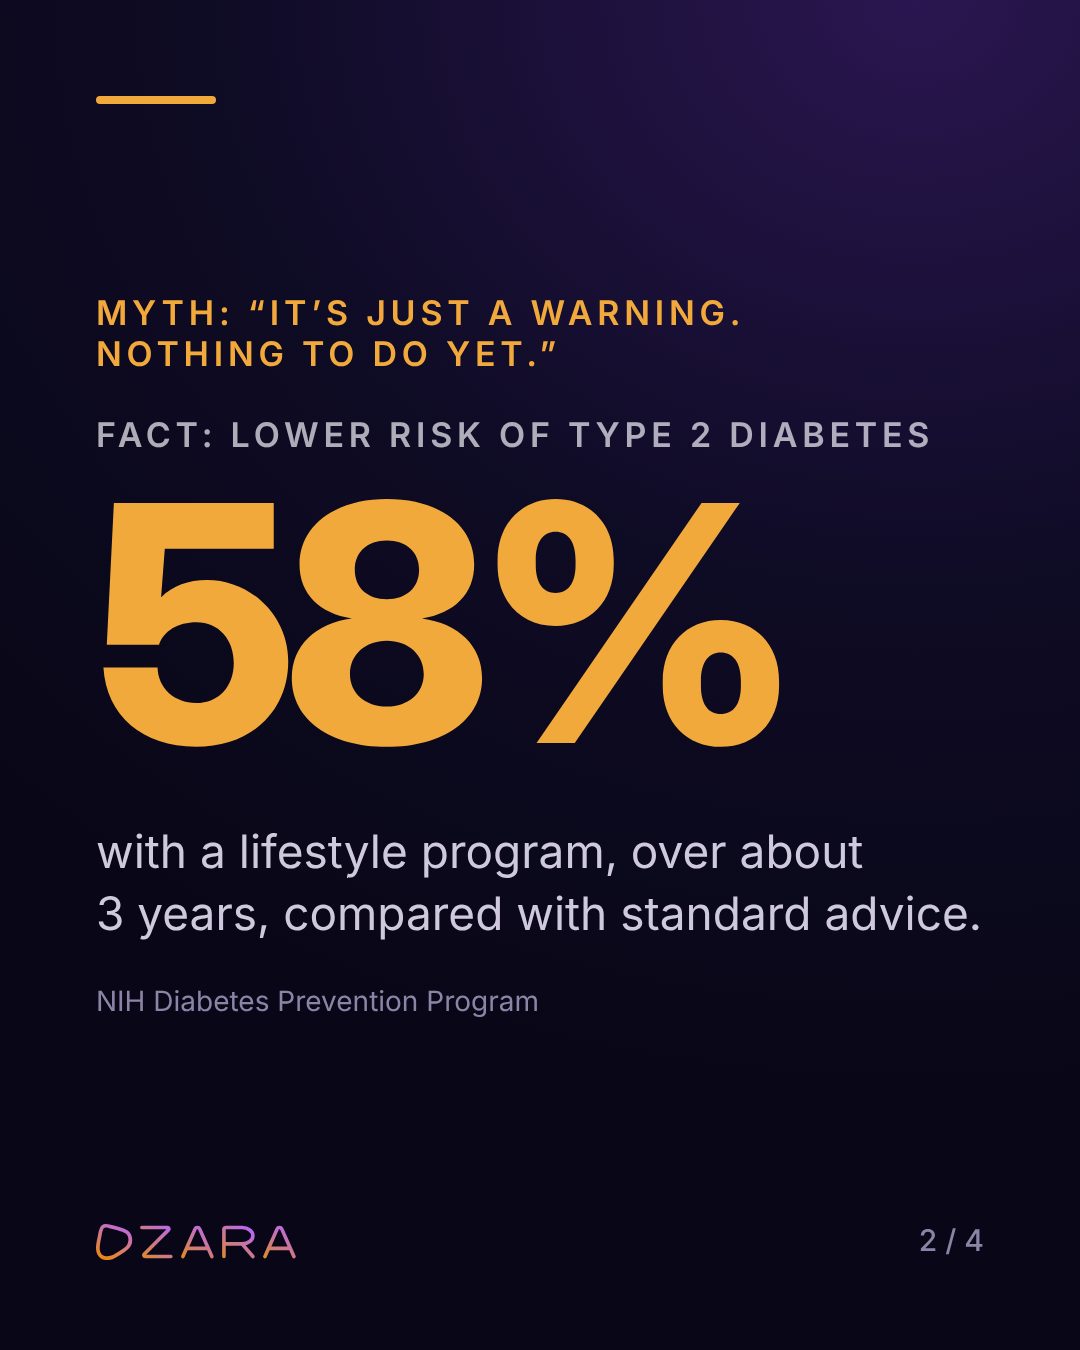 MYTH: “IT’S JUST A WARNING.
NOTHING TO DO YET.”
FACT: LOWER RISK OF TYPE 2 DIABETES
58%
with a lifestyle program, over about
3 years, compared with standard advice.
NIH Diabetes Prevention Program
DZARA
2 / 4